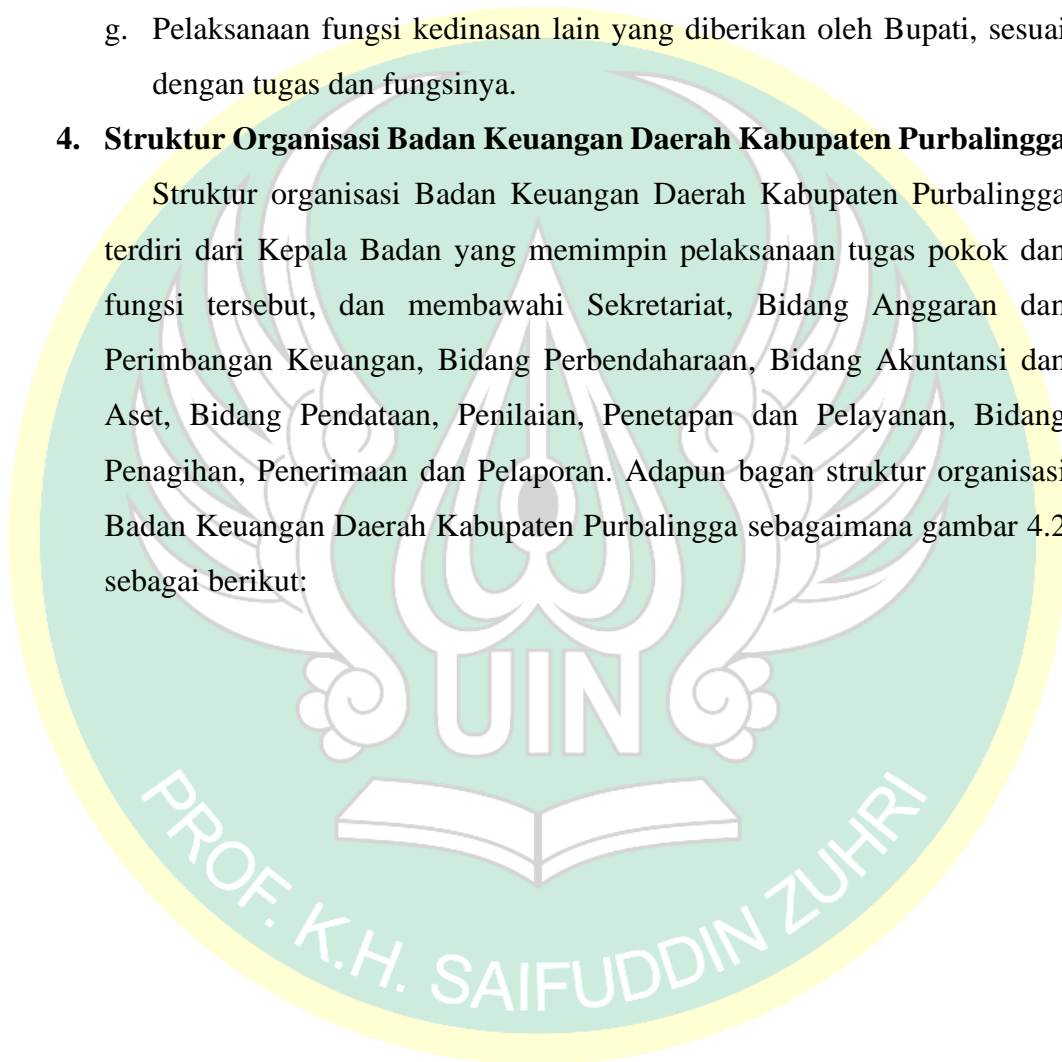 g. Pelaksanaan fungsi kedinasan lain yang diberikan oleh Bupati, sesuai
dengan tugas dan fungsinya.
4. Struktur Organisasi Badan Keuangan Daerah Kabupaten Purbalingga
Struktur organisasi Badan Keuangan Daerah Kabupaten Purbalingga
terdiri dari Kepala Badan yang memimpin pelaksanaan tugas pokok dan
fungsi tersebut, dan membawahi Sekretariat, Bidang Anggaran dan
Perimbangan Keuangan, Bidang Perbendaharaan, Bidang Akuntansi dan
Aset, Bidang Pendataan, Penilaian, Penetapan dan Pelayanan, Bidang
Penagihan, Penerimaan dan Pelaporan. Adapun bagan struktur organisasi
Badan Keuangan Daerah Kabupaten Purbalingga sebagaimana gambar 4.2
sebagai berikut:
UIN
PROF. K.H. SAIFUDDIN ZUHRI